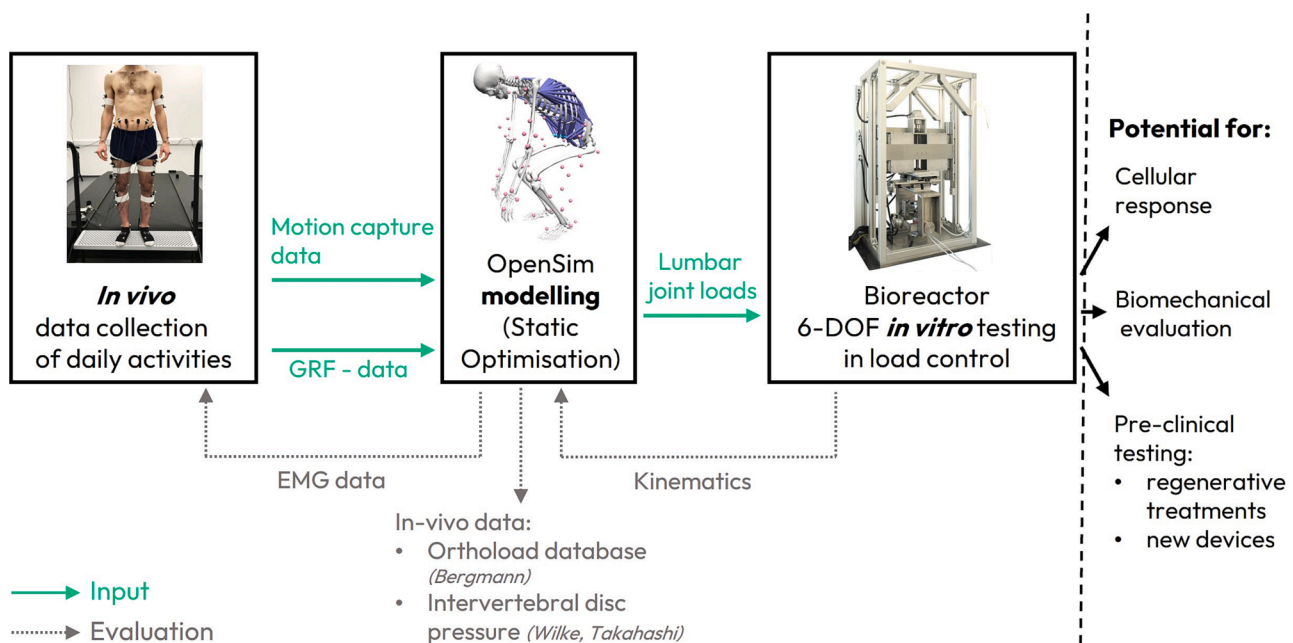 In vivo
data collection
of daily activities
Motion capture
data
GRF - data
OpenSim
modelling
(Static
Optimisation)
Lumbar
joint loads
Bioreactor
6-DOF in vitro testing
in load control
Potential for:
Cellular
response
Biomechanical
evaluation
Pre-clinical
testing:
• regenerative
treatments
• new devices
EMG data
Kinematics
In-vivo data:
• Orthoload database
(Bergmann)
• Intervertebral disc
pressure (Wilke, Takahashi)
Input
Evaluation